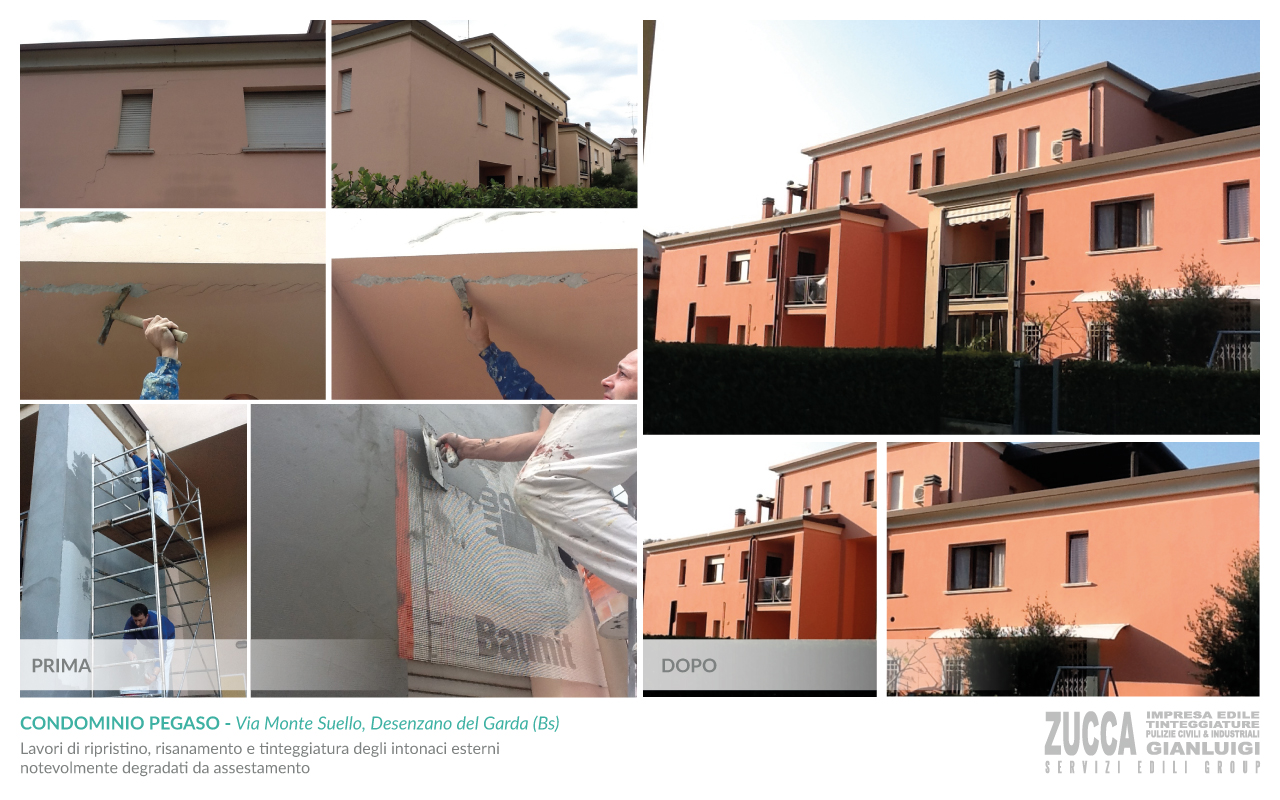 Baumit
PRIMA
DOPO
CONDOMINIO PEGASO - Via Monte Suello, Desenzano del Garda (Bs)
Lavori di ripristino, risanamento e tinteggiatura degli intonaci esterni
notevolmente degradati da assestamento
ZUCCA
IMPRESA EDILE
TINTEGGIATURE
PULIZIE CIVILI & INDUSTRIALI
GIANLUIGI
SERVIZI EDILI GROUP